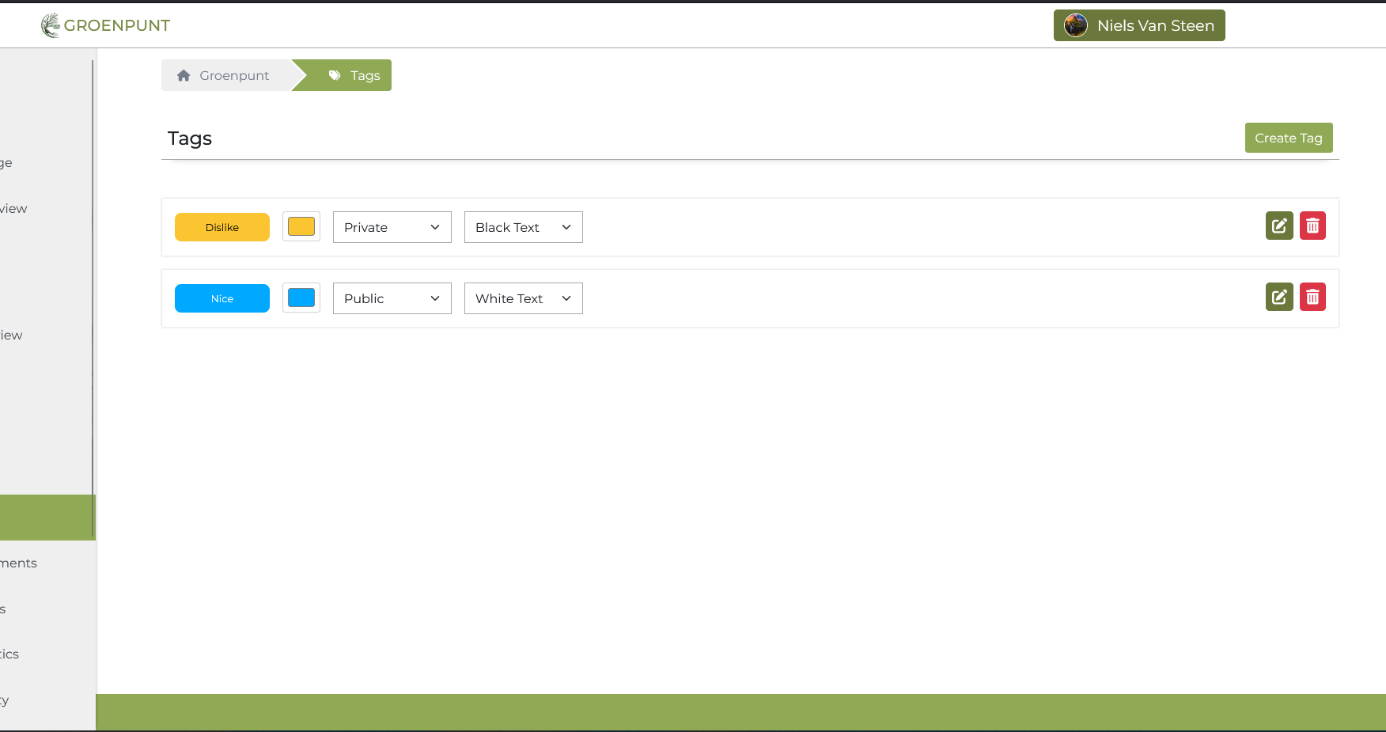 GROENPUNT
Niels Van Steen
Groenpunt
Tags
Tags
Create Tag
Dislike
Private
Black Text
Nice
Public
White Text
ge
view
iew
ments
s
tics
ty